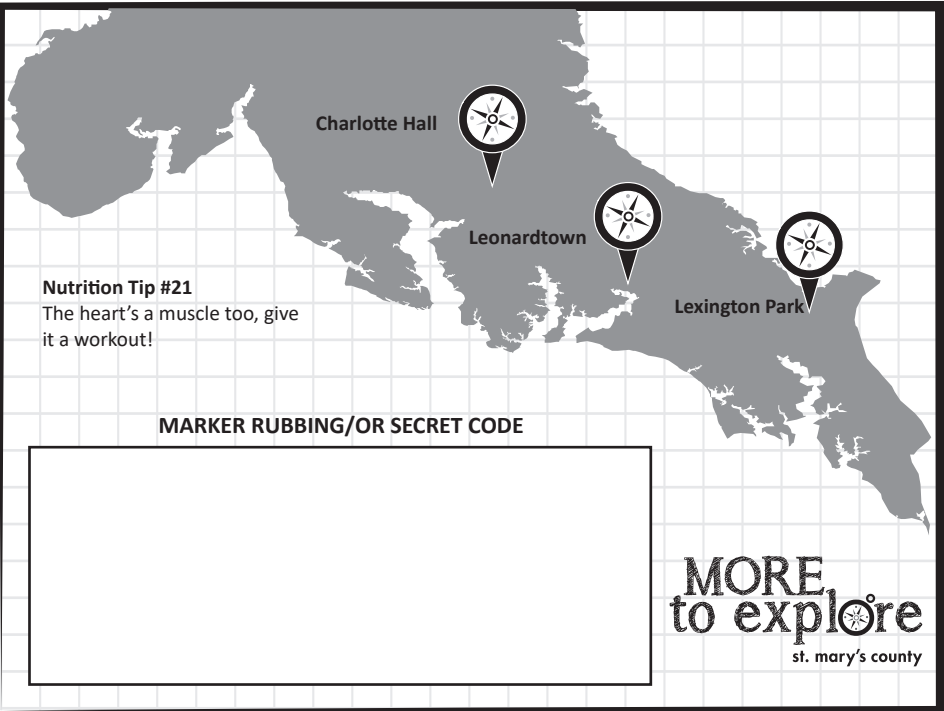 Charlotte Hall
Leonardtown
Lexington Park
Nutrition Tip #21
The heart’s a muscle too, give
it a workout!
MARKER RUBBING/OR SECRET CODE
MORE
to explore
st. mary’s county